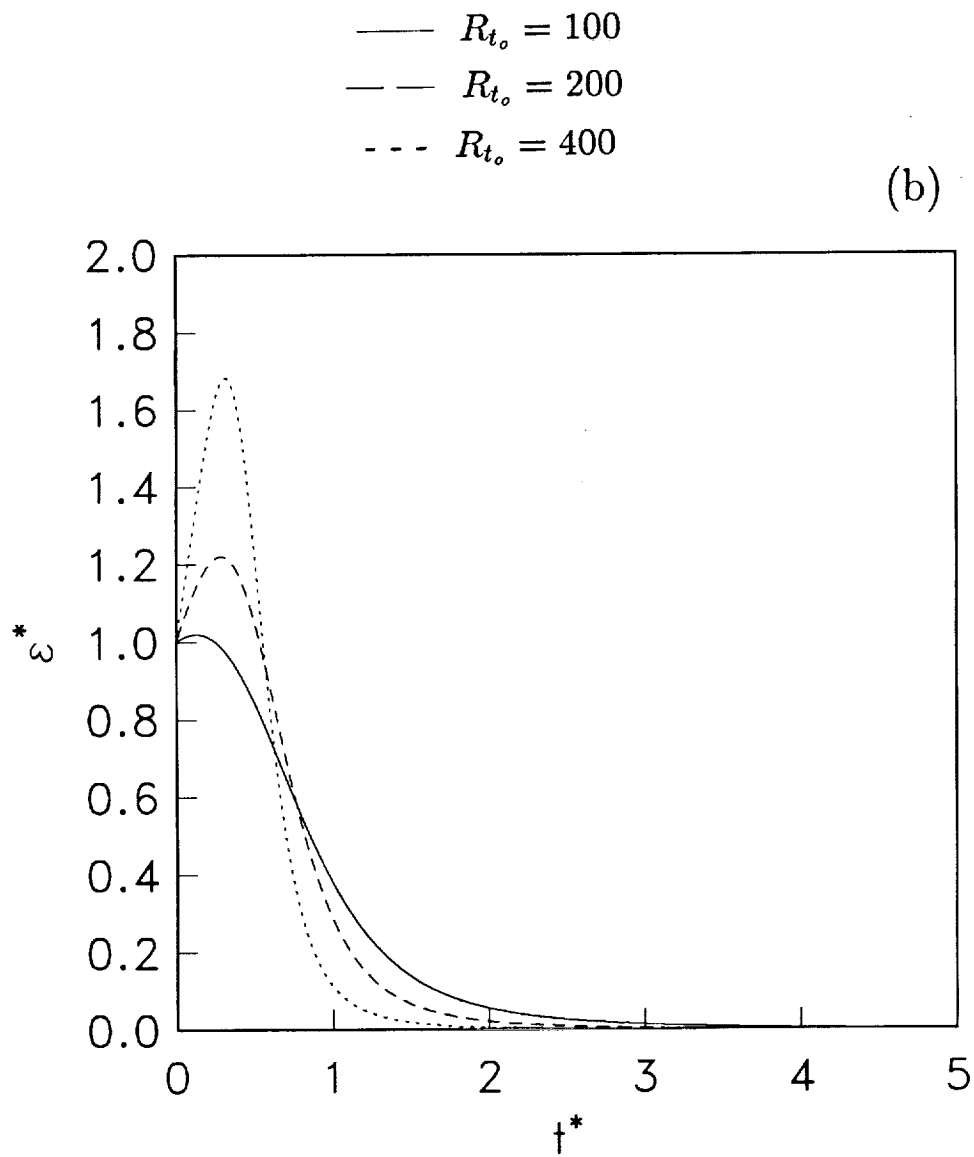 R_{t_o} = 100
R_{t_o} = 200
R_{t_o} = 400
(b)
2.0
1.8
1.6
1.4
1.2
1.0
0.8
0.6
0.4
0.2
0.0
ε*
0 1 2 3 4 5
t*